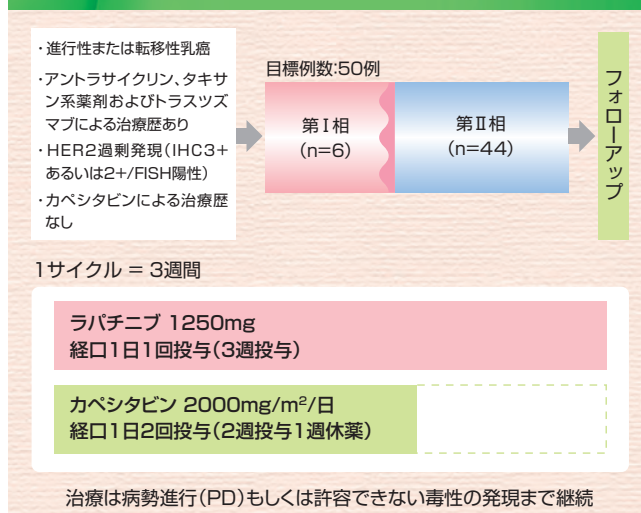 ・進行性または転移性乳癌
・アントラサイクリン、タキサ
ン系薬剤およびトラスツズ
マブによる治療歴あり
・HER2過剰発現（IHC3+
あるいは2+/FISH陽性）
・カペシタビンによる治療歴
なし
目標例数:50例
第Ⅰ相
（n=6）
第Ⅱ相
（n=44）
フォローアップ
1サイクル = 3週間
ラパチニブ 1250mg
経口1日1回投与（3週投与）
カペシタビン 2000mg/m²/日
経口1日2回投与（2週投与1週休薬）
治療は病勢進行（PD）もしくは許容できない毒性の発現まで継続